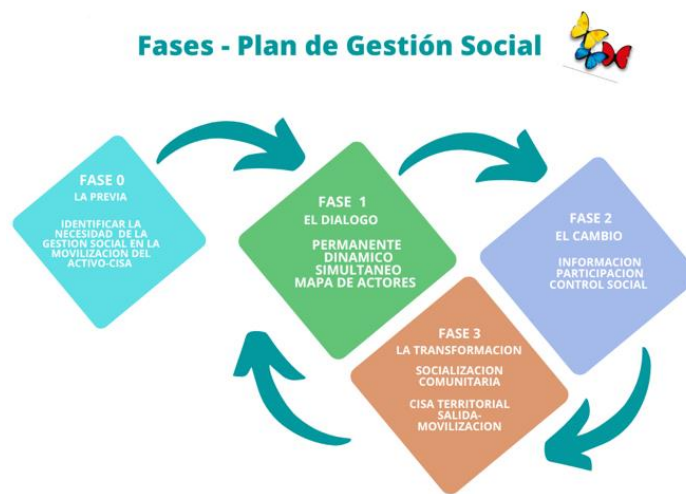 Fases - Plan de Gestión Social
FASE 0
LA PREVIA
IDENTIFICAR LA
NECESIDAD DE LA
GESTION SOCIAL EN LA
MOVILIZACION DEL
ACTIVO-CISA
FASE 1
EL DIALOGO
PERMANENTE
DINAMICO
SIMULTANEO
MAPA DE ACTORES
FASE 2
EL CAMBIO
INFORMACION
PARTICIPACION
CONTROL SOCIAL
FASE 3
LA TRANSFORMACION
SOCIALIZACION
COMUNITARIA
CISA TERRITORIAL
SALIDA-
MOVILIZACION